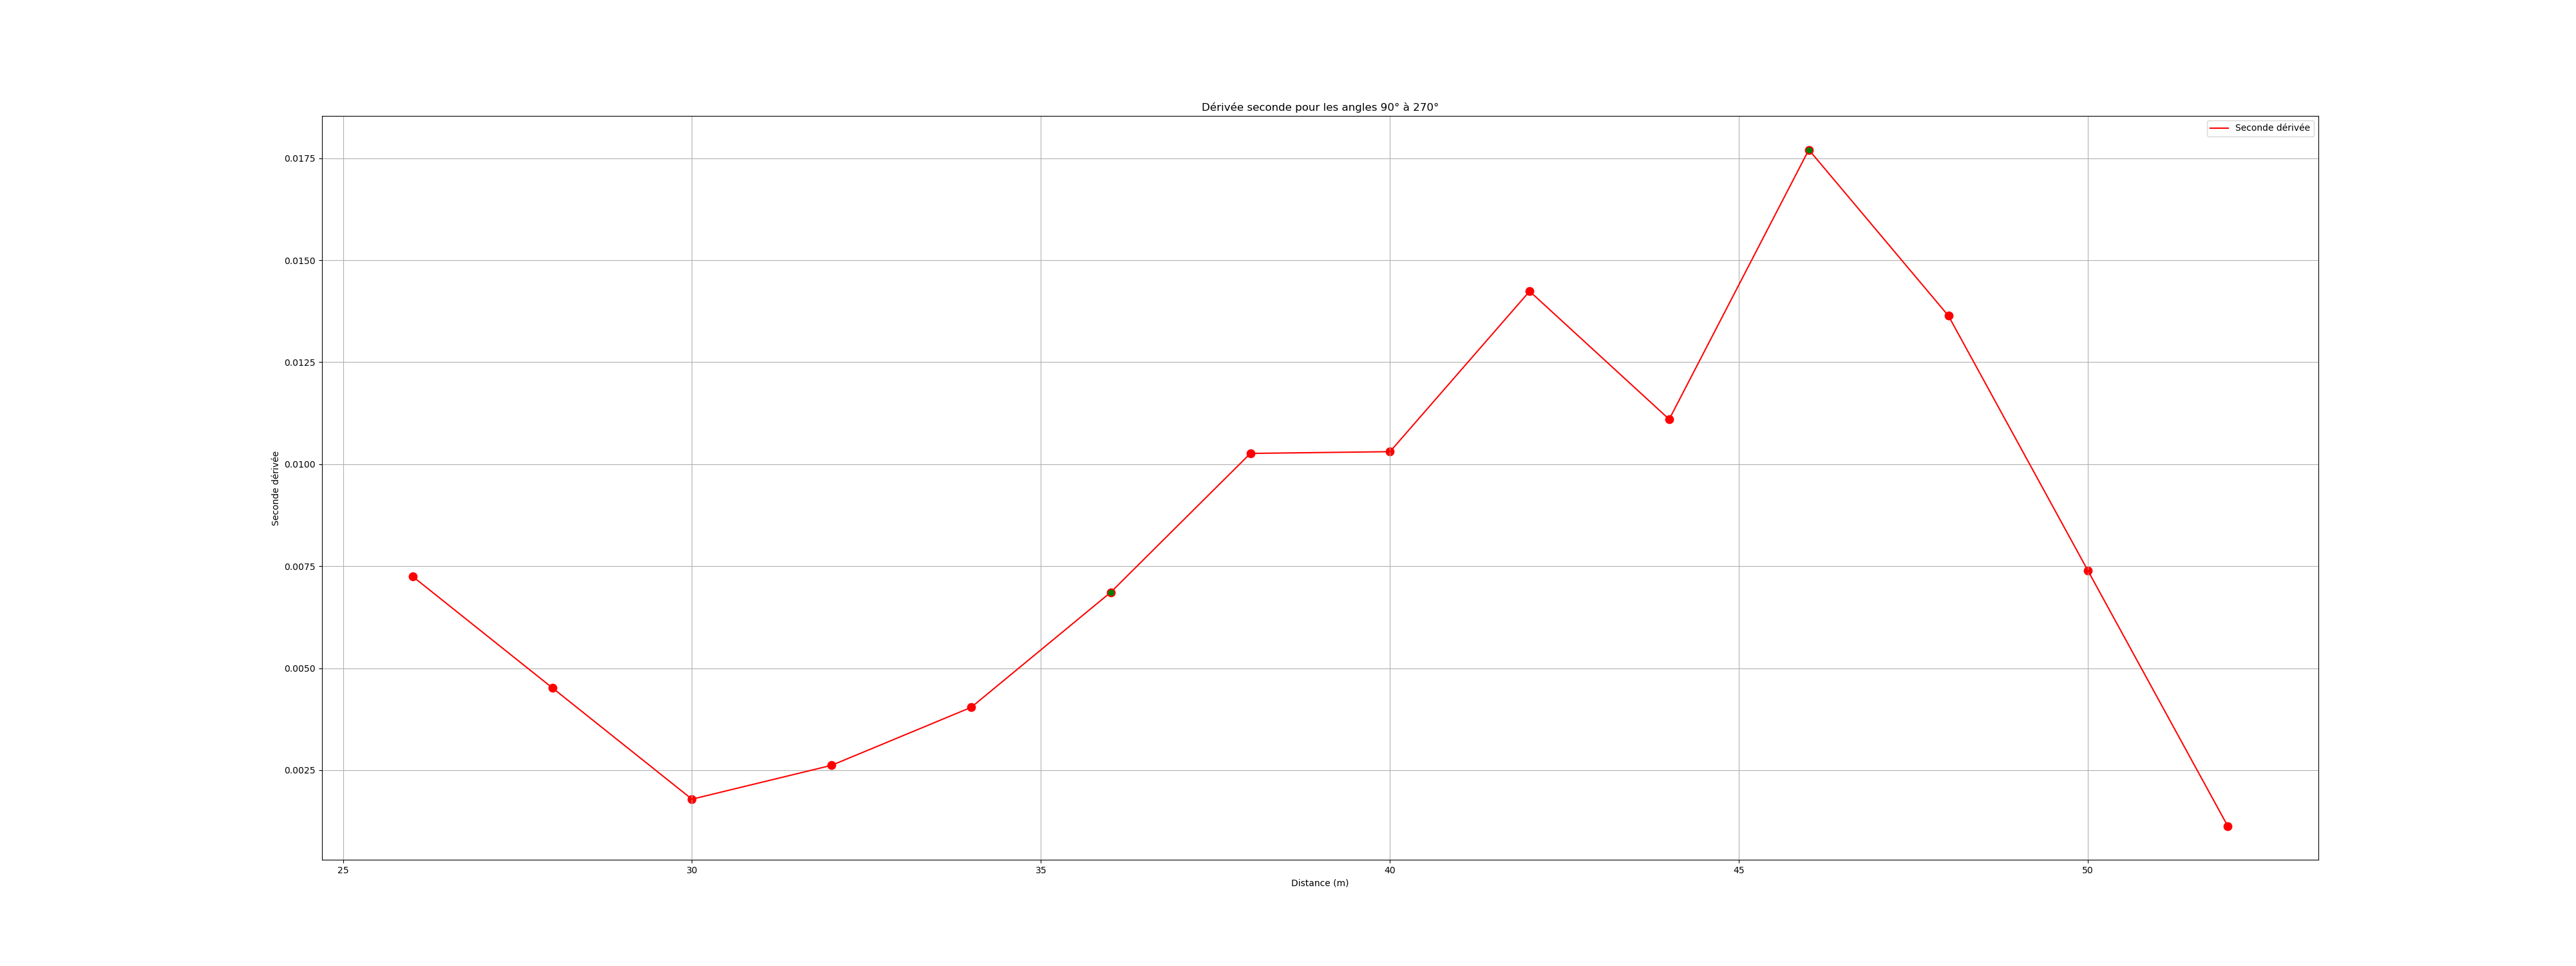 Dérivée seconde pour les angles 90° à 270°
Seconde dérivée
0.0175
0.0150
0.0125
0.0100
0.0075
0.0050
0.0025
Seconde dérivée
25 30 35 40 45 50
Distance (m)